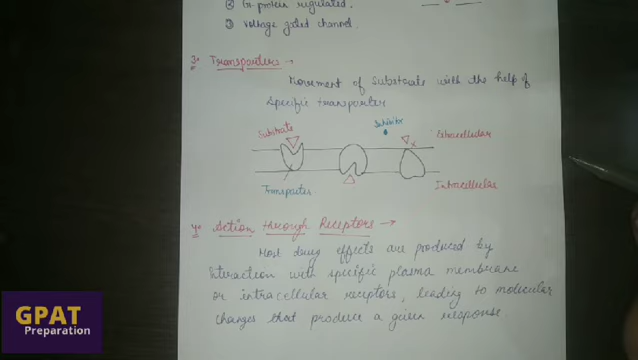 ② G-protein regulated.
③ Voltage gated channel.
3. Transporters →
Movement of Substrate with the help of
Specific transporter
Substrate
Inhibitor
Extracellular
Transporter
Intracellular
4. Action through Receptors →
Most drug effects are produced by
Interaction with specific plasma membrane
or intracellular receptors, leading to molecular
changes that produce a given response.
GPAT
Preparation